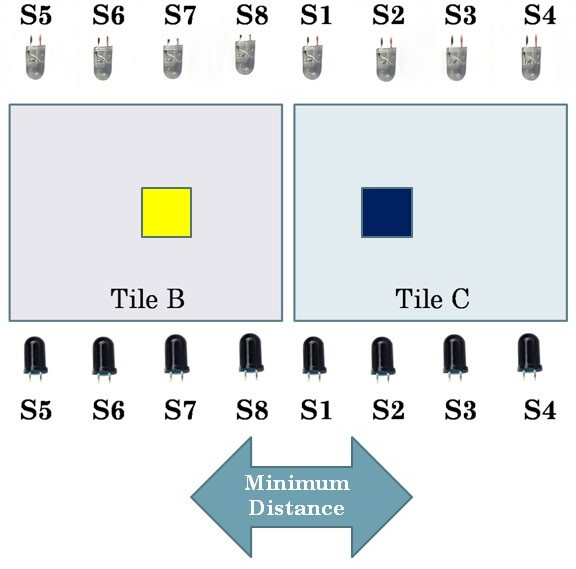 S5 S6 S7 S8 S1 S2 S3 S4
Tile B Tile C
S5 S6 S7 S8 S1 S2 S3 S4
Minimum
Distance